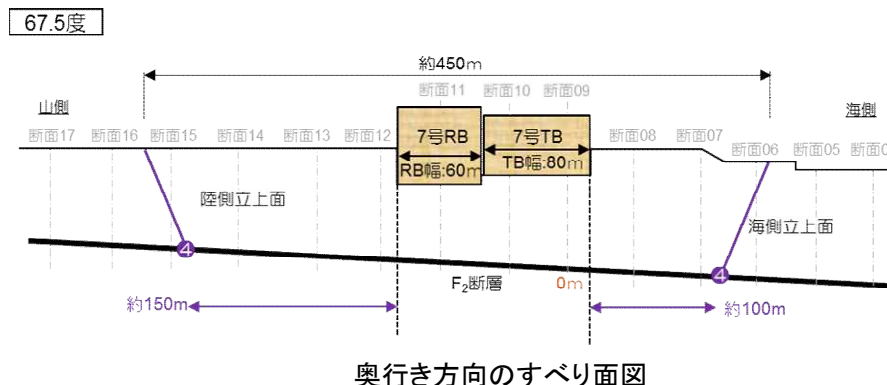 67.5度
約450m
断面11 断面10 断面09
山側 海側
断面17 断面16 断面15 断面14 断面13 断面12 7号RB 7号TB 断面08 断面07 断面06 断面05
RB幅:60m TB幅:80m
陸側立上面 海側立上面
④ ④
F₂断層 0m
約150m 約100m
奥行き方向のすべり面図